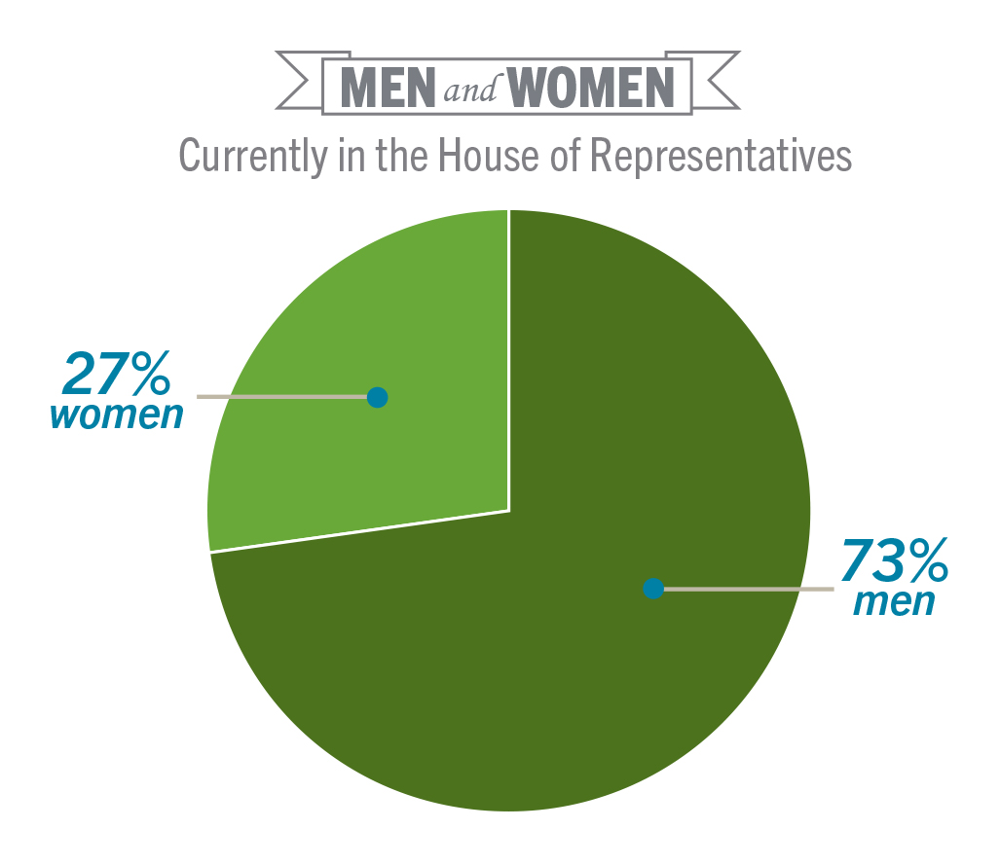 MEN and WOMEN
Currently in the House of Representatives
27%
women
73%
men